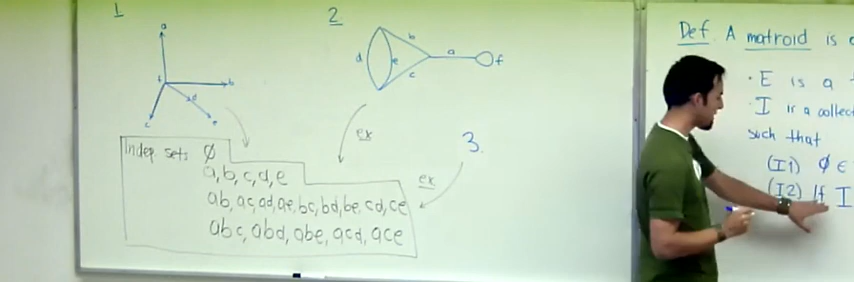 1
a
f
b
d
c
e
2
b
d
e
a
f
c
ex
3.
ex
Indep. sets ∅
a, b, c, d, e
ab, ac, ad, ae, bc, bd, be, cd, ce
abc, abd, abe, acd, ace
Def. A matroid is
· E is a
· I is a collect
such that
(I1) ∅ ∈
(I2) If I